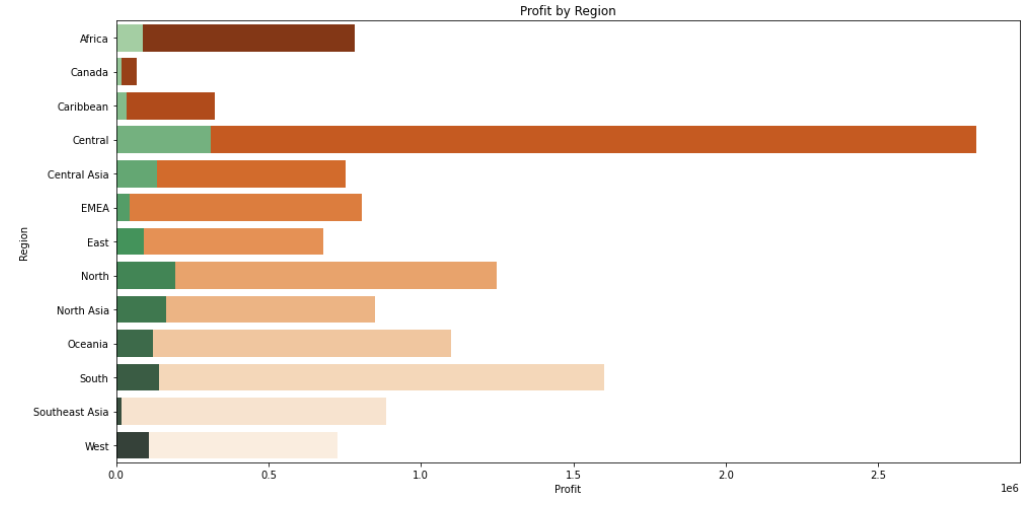 Profit by Region
Africa
Canada
Caribbean
Central
Central Asia
EMEA
East
North
North Asia
Oceania
South
Southeast Asia
West
Region
0.0 0.5 1.0 1.5 2.0 2.5
Profit
1e6